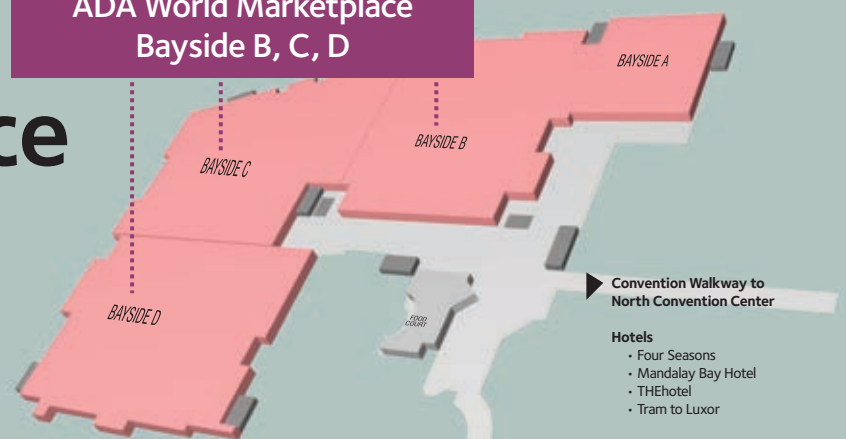 ADA World Marketplace
Bayside B, C, D
ce
BAYSIDE A
BAYSIDE B
BAYSIDE C
BAYSIDE D
FOOD
COURT
Convention Walkway to
North Convention Center
Hotels
• Four Seasons
• Mandalay Bay Hotel
• THEhotel
• Tram to Luxor